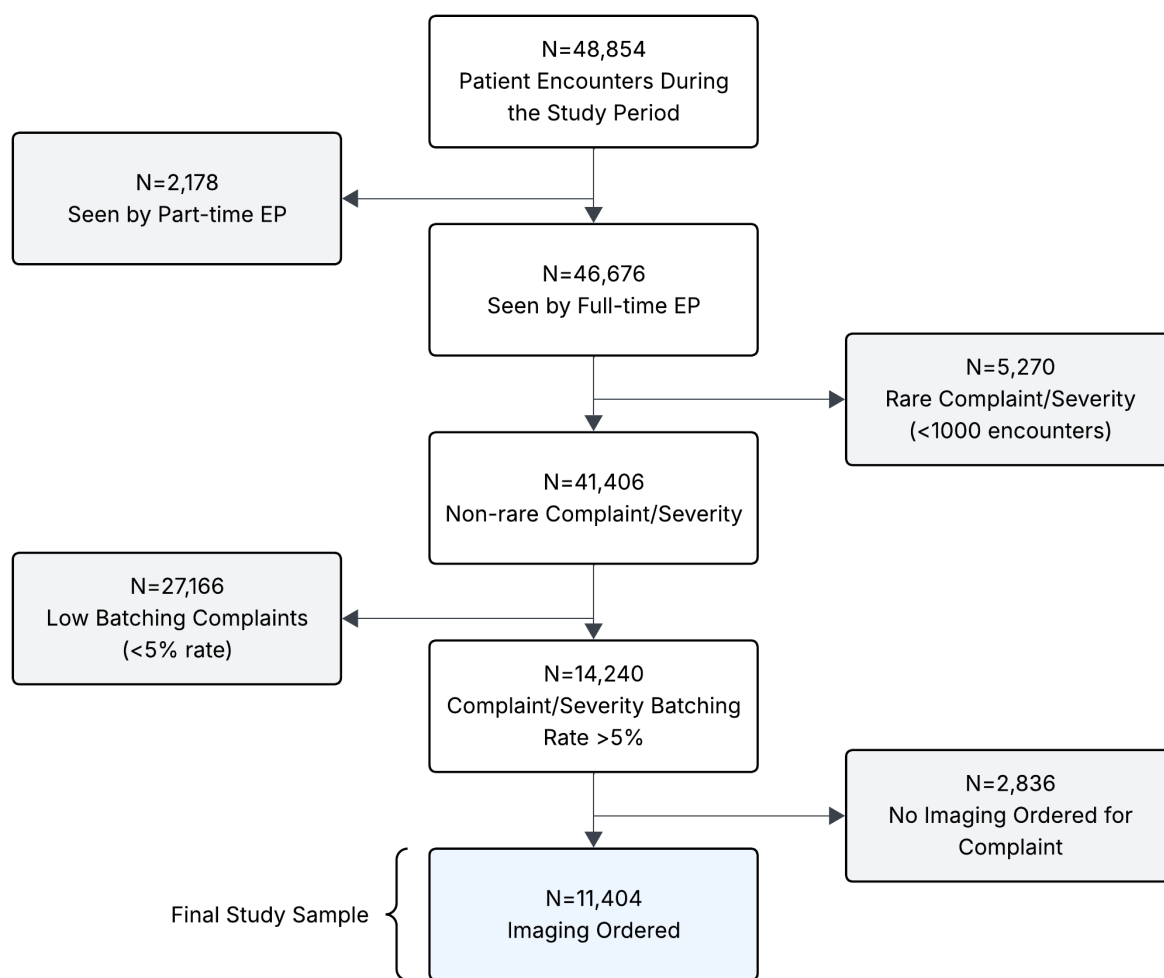 N=48,854
Patient Encounters During
the Study Period
N=2,178
Seen by Part-time EP
N=46,676
Seen by Full-time EP
N=5,270
Rare Complaint/Severity
(<1000 encounters)
N=41,406
Non-rare Complaint/Severity
N=27,166
Low Batching Complaints
(<5% rate)
N=14,240
Complaint/Severity Batching
Rate >5%
N=2,836
No Imaging Ordered for
Complaint
Final Study Sample
N=11,404
Imaging Ordered